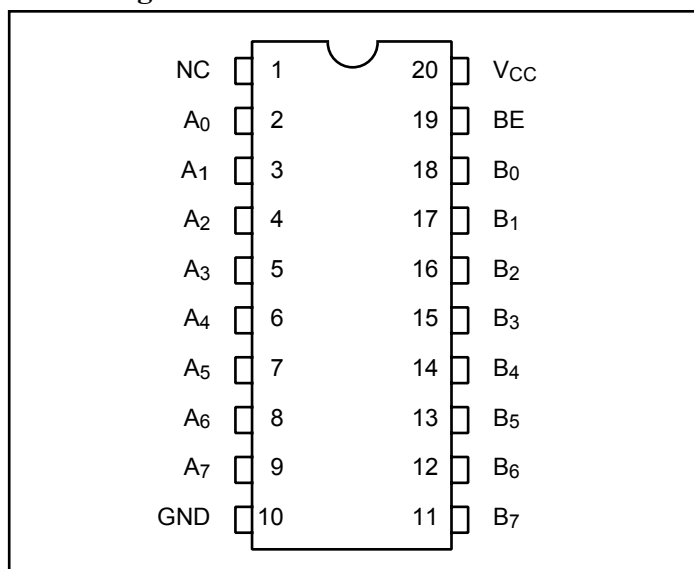 NC 1 20 VCC
A0 2 19 BE
A1 3 18 B0
A2 4 17 B1
A3 5 16 B2
A4 6 15 B3
A5 7 14 B4
A6 8 13 B5
A7 9 12 B6
GND 10 11 B7